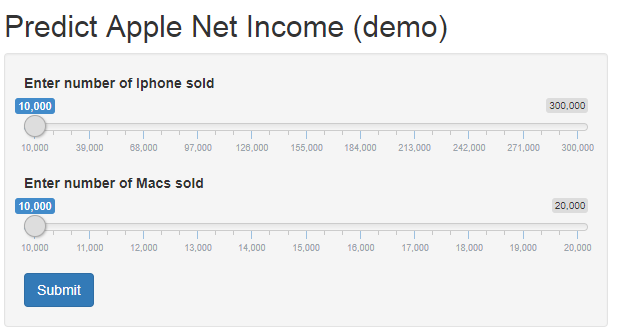 Predict Apple Net Income (demo)
Enter number of Iphone sold
10,000 300,000
10,000 39,000 68,000 97,000 126,000 155,000 184,000 213,000 242,000 271,000 300,000
Enter number of Macs sold
10,000 20,000
10,000 11,000 12,000 13,000 14,000 15,000 16,000 17,000 18,000 19,000 20,000
Submit